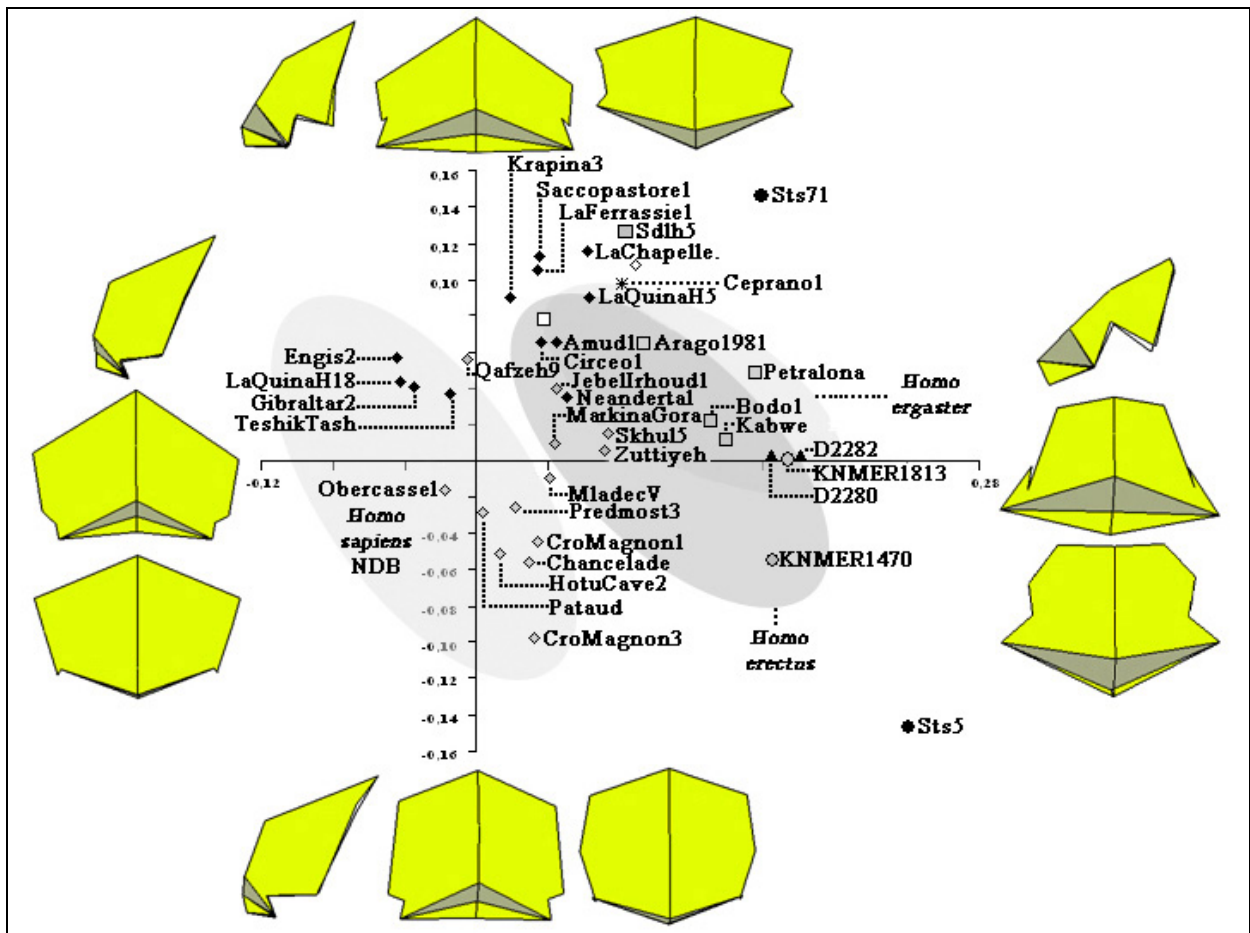 Krapina3
Saccopastore1
LaFerrassie1
0,16
Sts71
0,14
Sdlh5
0,12
LaChapelle.
0,10
Ceprano1
LaQuinaH5
Engis2
Amud1
Arago1981
Circeo1
Qafzeh9
LaQuinaH18
JebelIrhoud1
Petralona
Homo
ergaster
Gibraltar2
Neandertal
Bodo1
TeshikTash
MarkinaGora
Kabwe
Skhul5
Zuttiyeh
D2282
-0,12
KNMER1813
0,28
Obercassel
MladecV
D2280
Homo
sapiens
NDB
Predmost3
-0,04
CroMagnon1
-0,06
Chancelade
KNMER1470
HotuCave2
-0,08
Pataud
-0,10
CroMagnon3
Homo
erectus
-0,12
-0,14
Sts5
-0,16